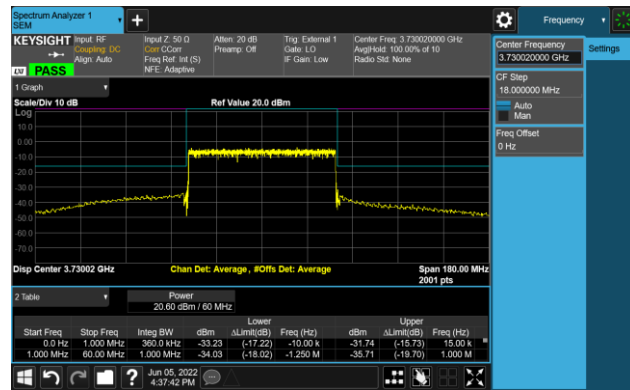 Spectrum Analyzer 1
SEM
Frequency
KEYSIGHT
Input: RF
Coupling: DC
Align: Auto
Input Z: 50 Ω
Corr CCorr
Freq Ref: Int (S)
NFE: Adaptive
Atten: 20 dB
Preamp: Off
Trig: External 1
Gate: LO
IF Gain: Low
Center Freq: 3.730020000 GHz
Avg|Hold: 100.00% of 10
Radio Std: None
LXI PASS
Center Frequency
3.730020000 GHz
Settings
CF Step
18.000000 MHz
Auto
Man
Freq Offset
0 Hz
1 Graph
Scale/Div 10 dB Ref Value 20.0 dBm
Log
10.0
0.00
-10.0
-20.0
-30.0
-40.0
-50.0
-60.0
-70.0
Disp Center 3.73002 GHz Chan Det: Average , #Offs Det: Average Span 180.00 MHz
2001 pts
2 Table Power
20.60 dBm / 60 MHz
Lower Upper
Start Freq Stop Freq Integ BW dBm ΔLimit(dB) Freq (Hz) dBm ΔLimit(dB) Freq (Hz)
0.0 Hz 1.000 MHz 360.0 kHz -33.23 (-17.22) -10.00 k -31.74 (-15.73) 15.00 k
1.000 MHz 60.00 MHz 1.000 MHz -34.03 (-18.02) -1.250 M -35.71 (-19.70) 1.000 M
?
Jun 05, 2022
4:37:42 PM